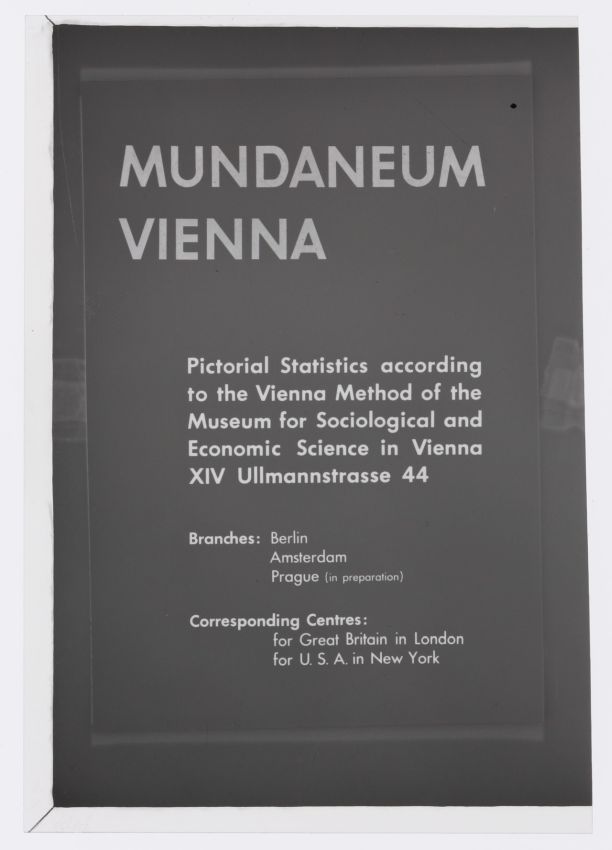 MUNDANEUM
VIENNA
Pictorial Statistics according
to the Vienna Method of the
Museum for Sociological and
Economic Science in Vienna
XIV Ullmannstrasse 44
Branches: Berlin
Amsterdam
Prague (in preparation)
Corresponding Centres:
for Great Britain in London
for U. S. A. in New York